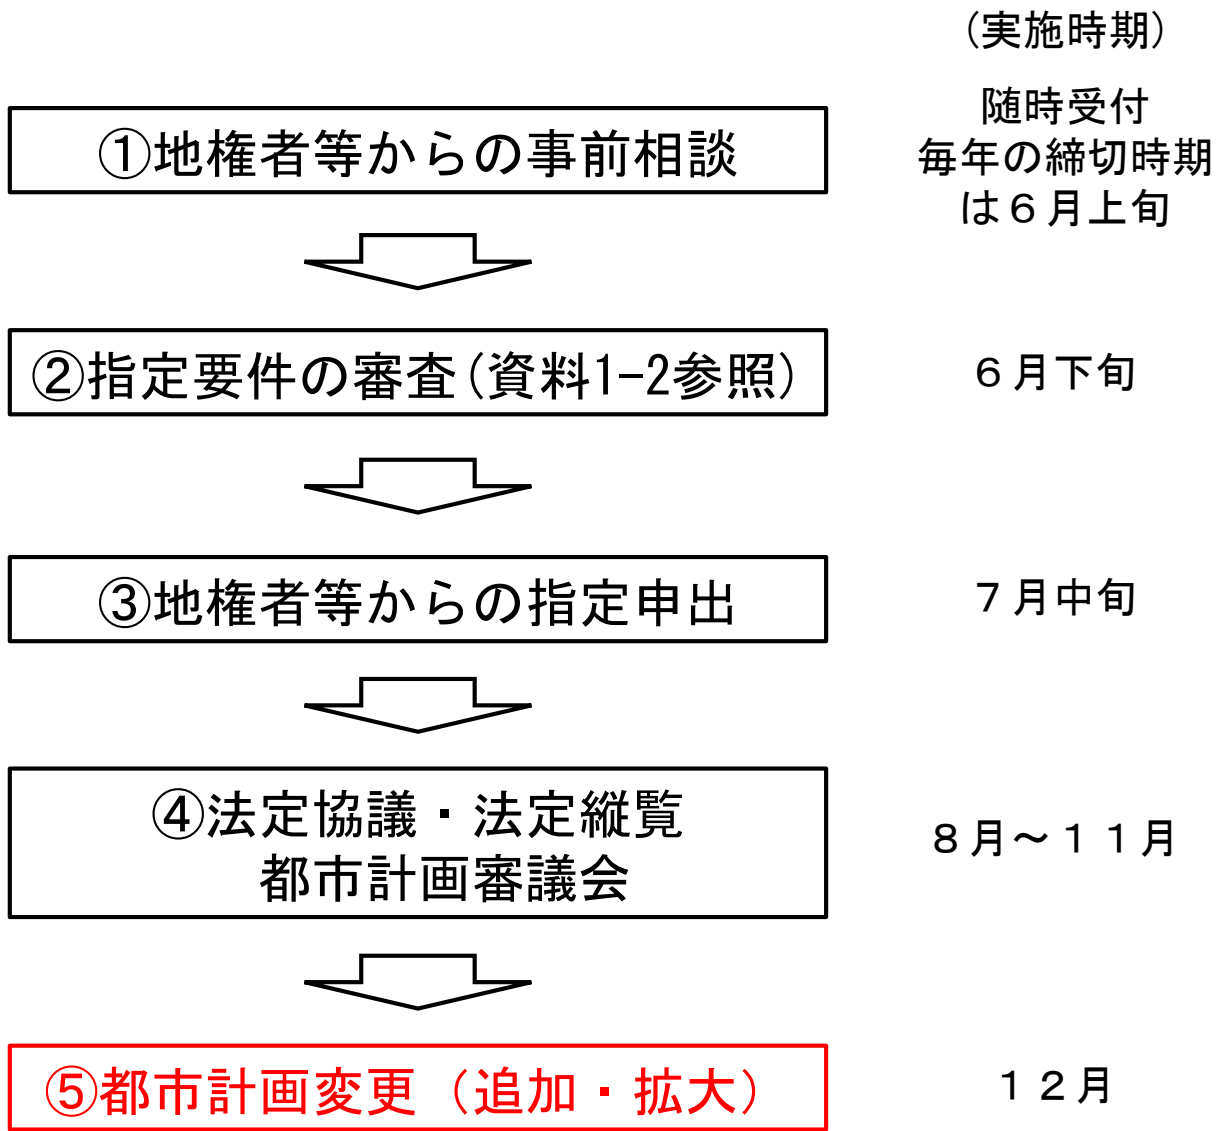 （実施時期）
①地権者等からの事前相談
随時受付
毎年の締切時期
は６月上旬
②指定要件の審査(資料1-2参照)
６月下旬
③地権者等からの指定申出
７月中旬
④法定協議・法定縦覧
都市計画審議会
８月～１１月
⑤都市計画変更（追加・拡大）
１２月